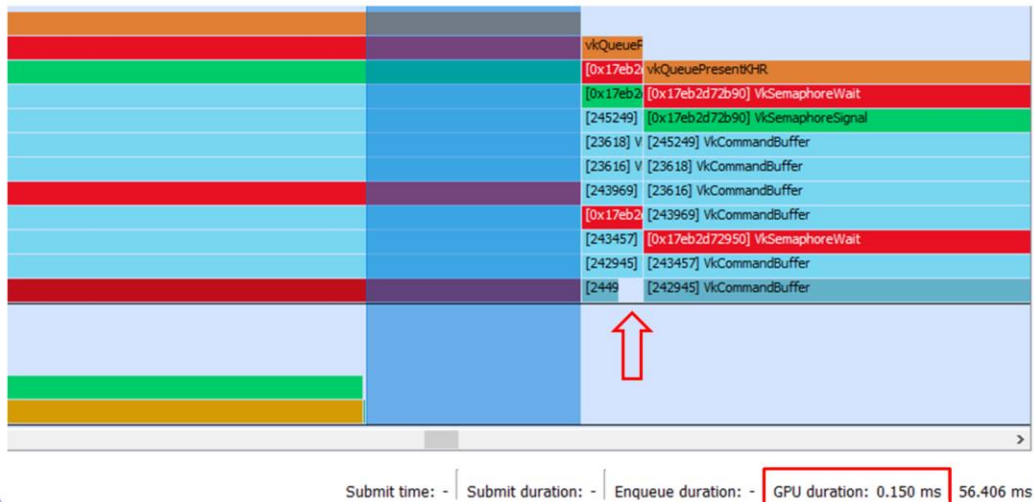 vkQueueP
[0x17eb2 vkQueuePresentKHR
[0x17eb2 [0x17eb2d72b90] VkSemaphoreWait
[245249] [0x17eb2d72b90] VkSemaphoreSignal
[23618] V [245249] VkCommandBuffer
[23616] V [23618] VkCommandBuffer
[243969] [23616] VkCommandBuffer
[0x17eb2 [243969] VkCommandBuffer
[243457] [0x17eb2d72950] VkSemaphoreWait
[242945] [243457] VkCommandBuffer
[2449 [242945] VkCommandBuffer
Submit time: - Submit duration: - Enqueue duration: - GPU duration: 0.150 ms 56.406 ms